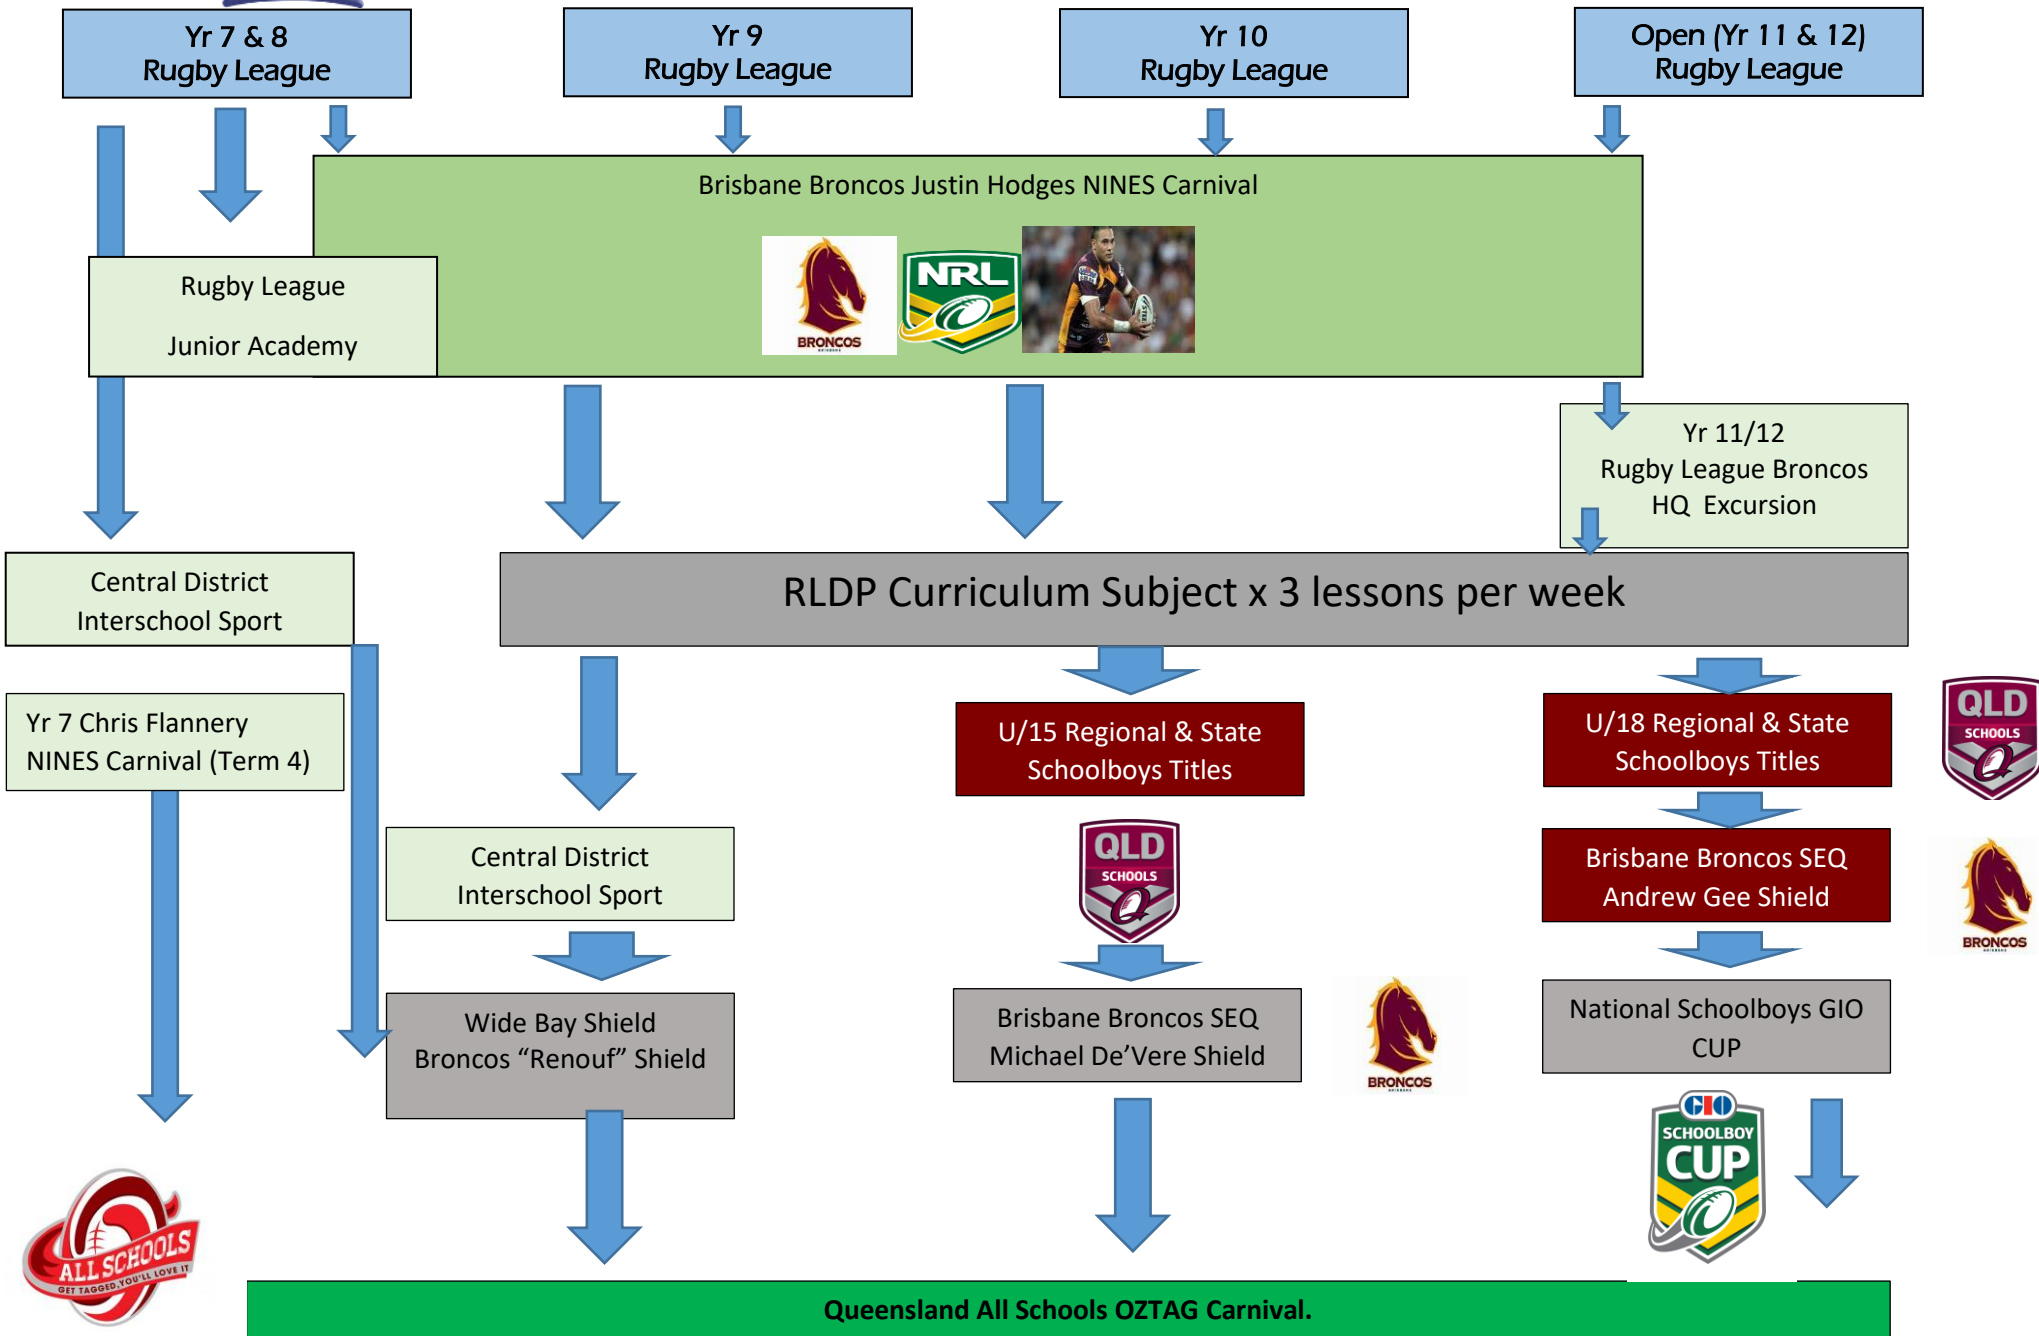 Yr 7 & 8
Rugby League
Yr 9
Rugby League
Yr 10
Rugby League
Open (Yr 11 & 12)
Rugby League
Brisbane Broncos Justin Hodges NINES Carnival
BRONCOS
BRISBANE
NRL
Rugby League
Junior Academy
Yr 11/12
Rugby League Broncos
HQ Excursion
Central District
Interschool Sport
RLDP Curriculum Subject x 3 lessons per week
Yr 7 Chris Flannery
NINES Carnival (Term 4)
U/15 Regional & State
Schoolboys Titles
U/18 Regional & State
Schoolboys Titles
QLD
SCHOOLS
Q
Central District
Interschool Sport
QLD
SCHOOLS
Q
Brisbane Broncos SEQ
Andrew Gee Shield
BRONCOS
BRISBANE
Wide Bay Shield
Broncos “Renouf” Shield
Brisbane Broncos SEQ
Michael De’Vere Shield
BRONCOS
BRISBANE
National Schoolboys GIO
CUP
GIO
SCHOOLBOY
CUP
ALL SCHOOLS
GET TAGGED, YOU'LL LOVE IT
Queensland All Schools OZTAG Carnival.